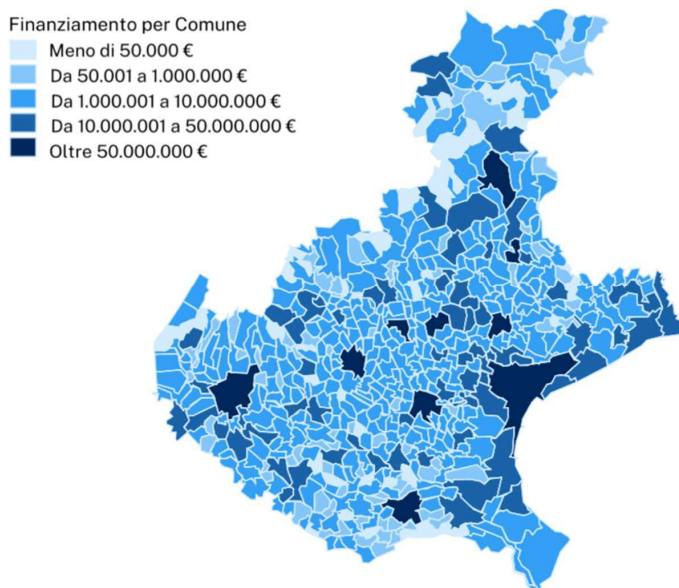 Finanziamento per Comune
Meno di 50.000 €
Da 50.001 a 1.000.000 €
Da 1.000.001 a 10.000.000 €
Da 10.000.001 a 50.000.000 €
Oltre 50.000.000 €